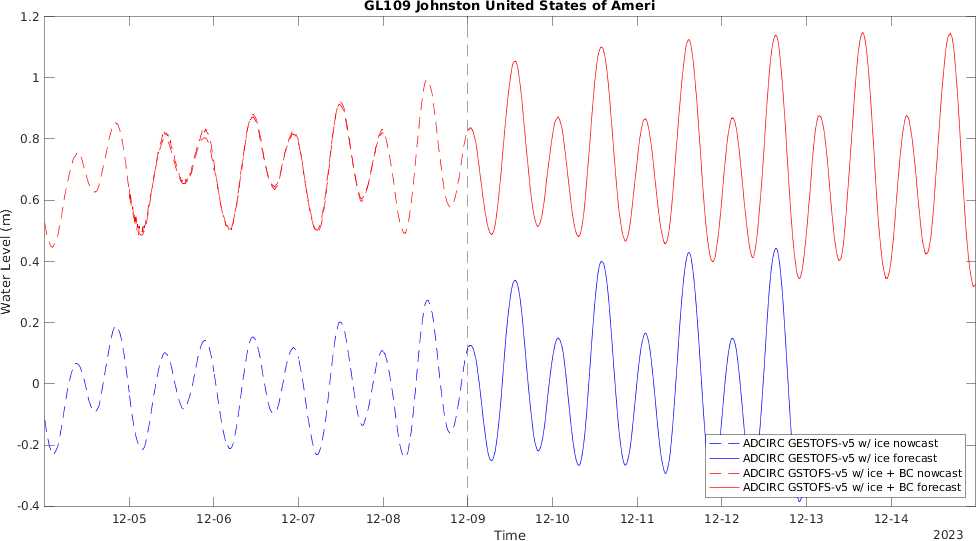 GL109 Johnston United States of Ameri
1.2
1
0.8
0.6
0.4
0.2
0
-0.2
-0.4
Water Level (m)
ADCIRC GESTOFS-v5 w/ ice nowcast
ADCIRC GESTOFS-v5 w/ ice forecast
ADCIRC GSTOFS-v5 w/ ice + BC nowcast
ADCIRC GSTOFS-v5 w/ ice + BC forecast
12-05 12-06 12-07 12-08 12-09 12-10 12-11 12-12 12-13 12-14
Time
2023